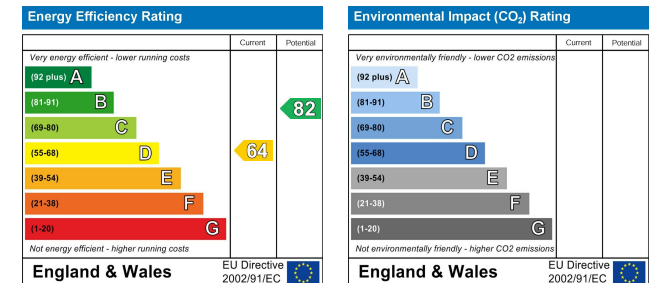 Energy Efficiency Rating
Current Potential
Very energy efficient - lower running costs
(92 plus) A
(81-91) B
82
(69-80) C
(55-68) D
64
(39-54) E
(21-38) F
(1-20) G
Not energy efficient - higher running costs
England & Wales
EU Directive
2002/91/EC
Environmental Impact (CO₂) Rating
Current Potential
Very environmentally friendly - lower CO2 emissions
(92 plus) A
(81-91) B
(69-80) C
(55-68) D
(39-54) E
(21-38) F
(1-20) G
Not environmentally friendly - higher CO2 emissions
England & Wales
EU Directive
2002/91/EC